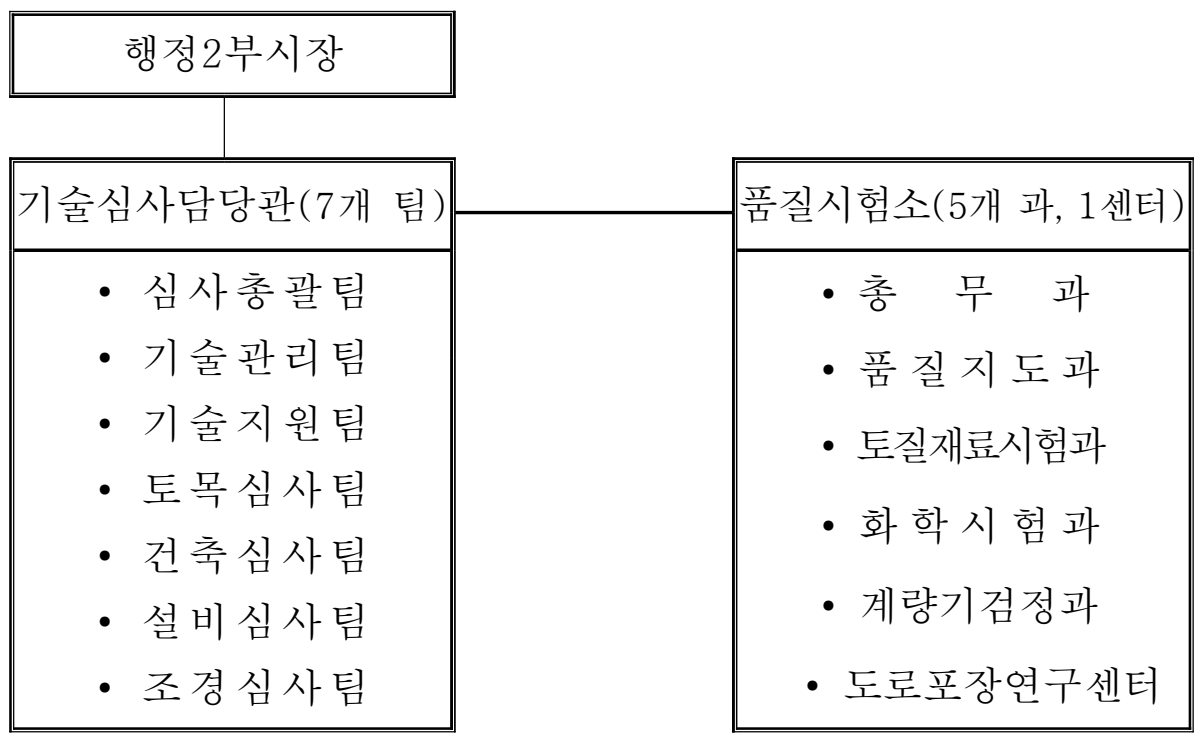 행정2부시장
기술심사담당관(7개 팀)
• 심사총괄팀
• 기술관리팀
• 기술지원팀
• 토목심사팀
• 건축심사팀
• 설비심사팀
• 조경심사팀
품질시험소(5개 과, 1센터)
• 총 무 과
• 품질지도과
• 토질재료시험과
• 화학시험과
• 계량기검정과
• 도로포장연구센터